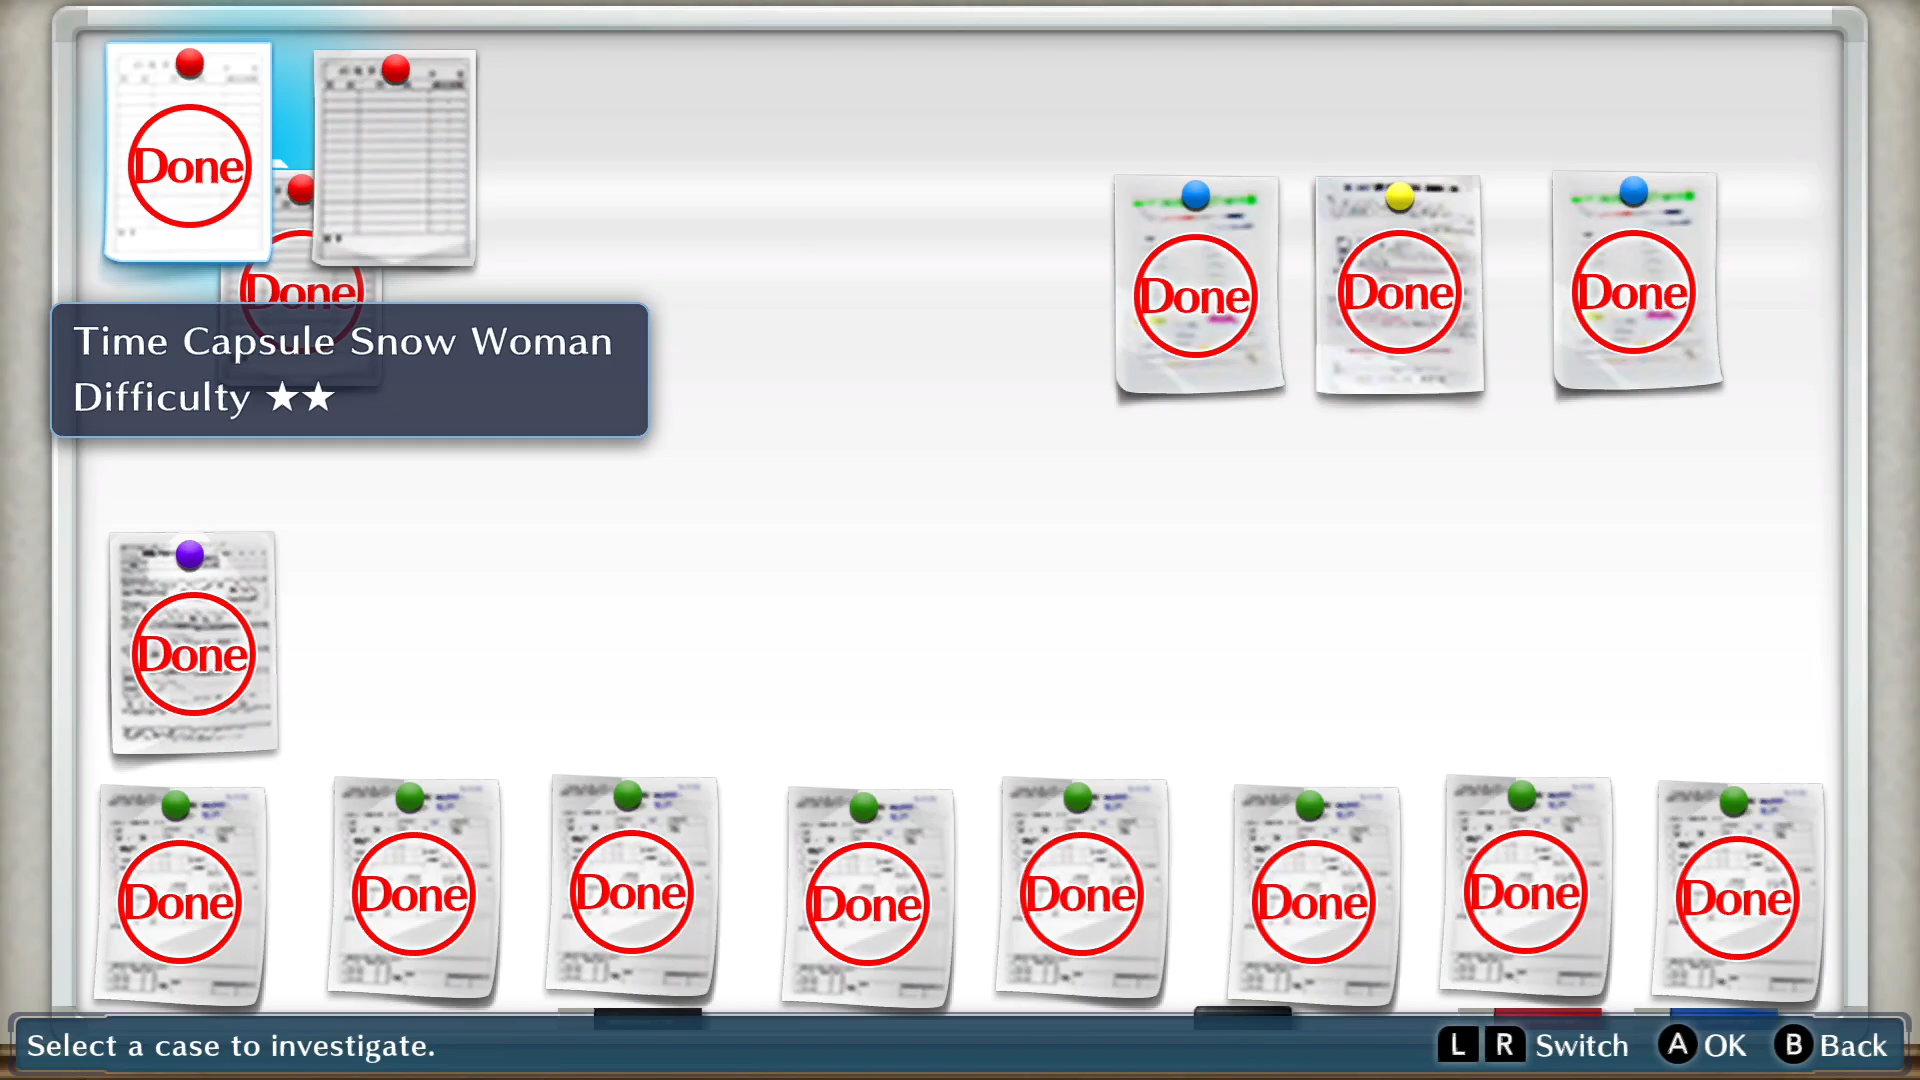 Done
Done
Time Capsule Snow Woman
Difficulty ★★
Done
Done
Done
Done
Done
Done
Done
Done
Done
Done
Done
Done
Select a case to investigate.
L R Switch A OK B Back